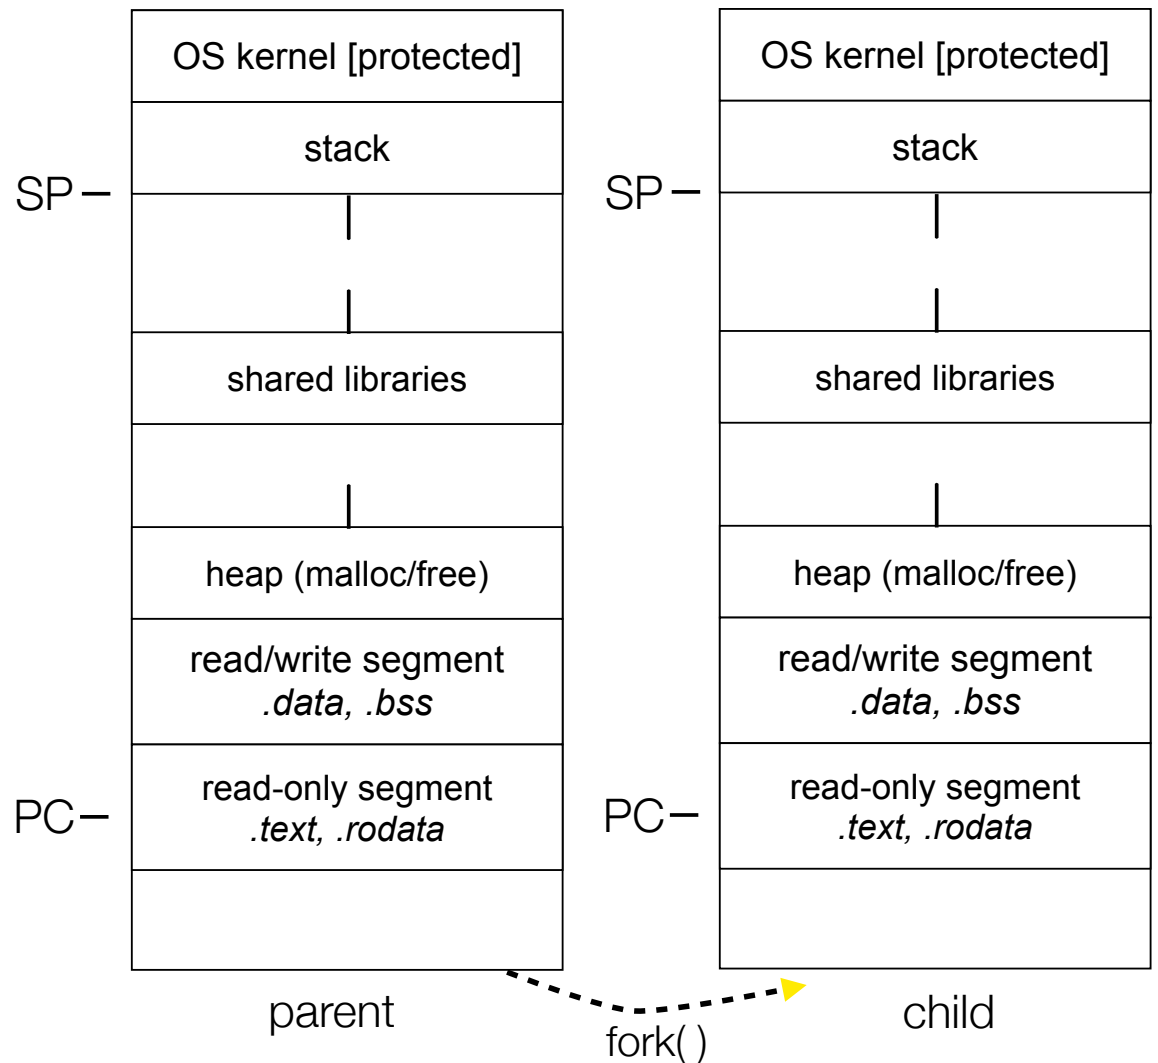 OS kernel [protected]
stack
SP
shared libraries
heap (malloc/free)
read/write segment
.data, .bss
read-only segment
.text, .rodata
PC
parent
OS kernel [protected]
stack
SP
shared libraries
heap (malloc/free)
read/write segment
.data, .bss
read-only segment
.text, .rodata
PC
child
fork( )